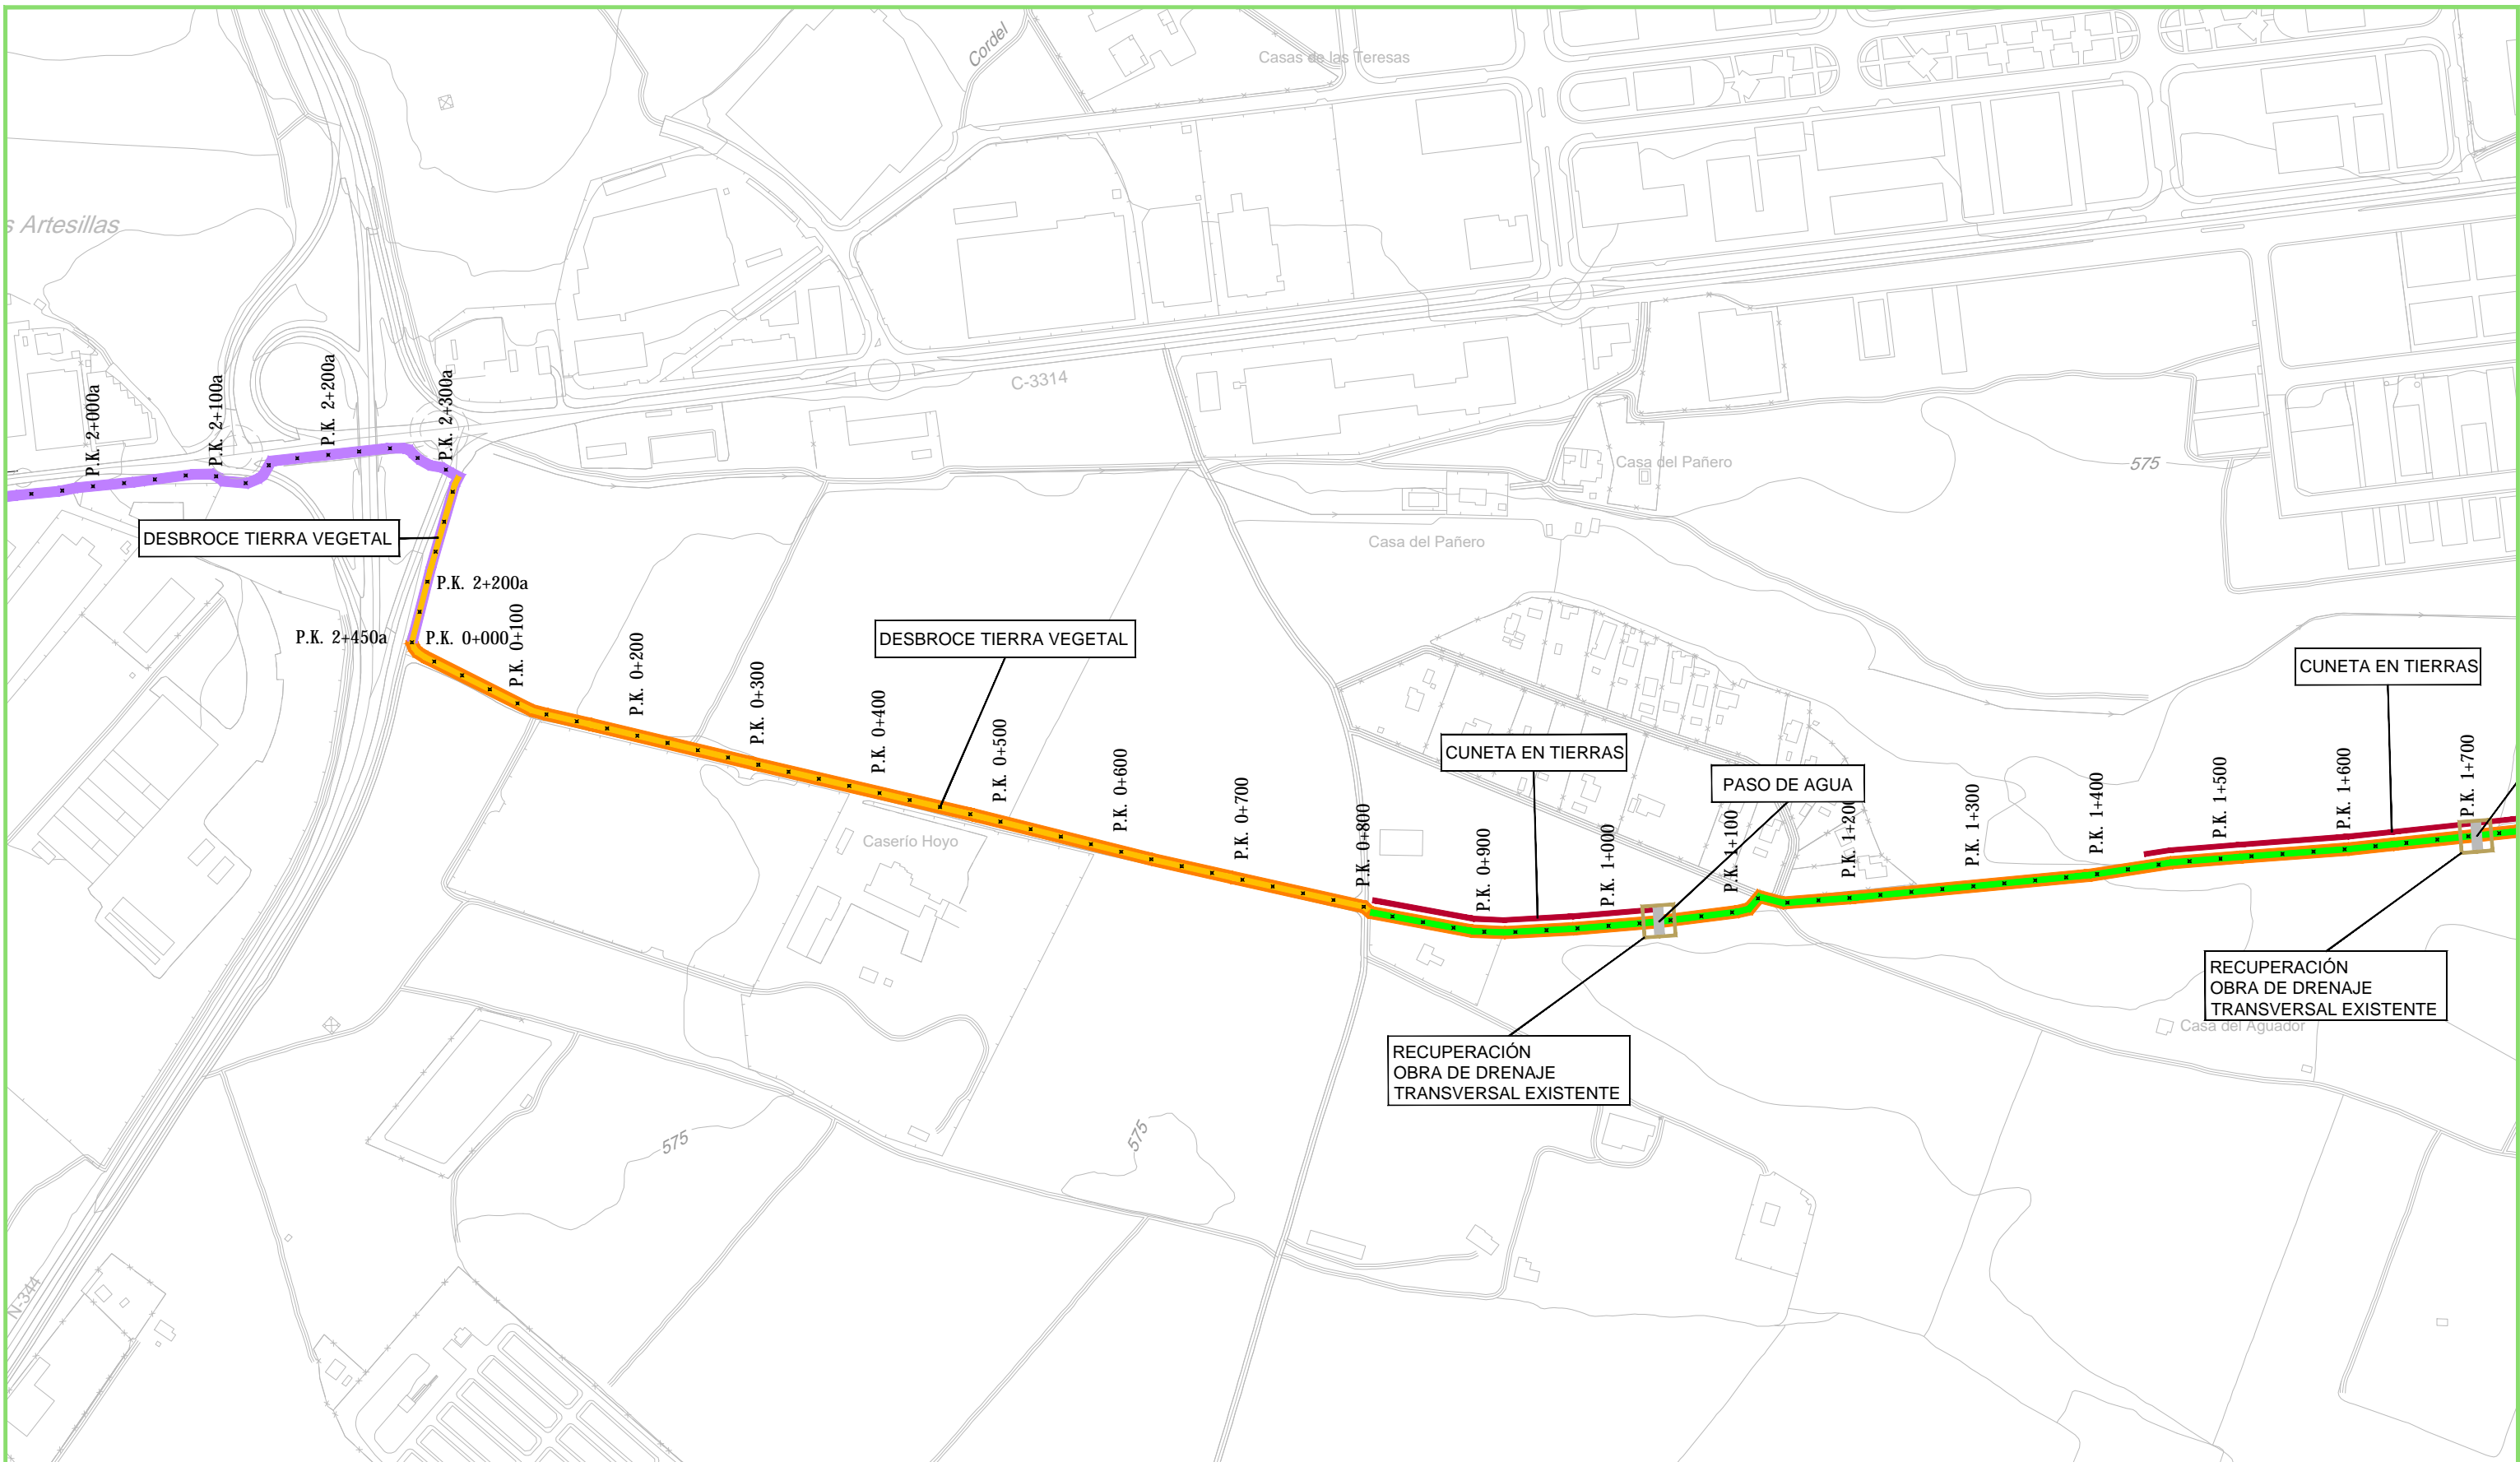 Cordel
Casas de las Teresas
s Artesillas
C-3314
P.K. 2+000a
P.K. 2+100a
P.K. 2+200a
P.K. 2+300a
Casa del Pañero
575
DESBROCE TIERRA VEGETAL
Casa del Pañero
P.K. 2+200a
P.K. 2+450a
P.K. 0+000
P.K. 0+100
P.K. 0+200
P.K. 0+300
P.K. 0+400
P.K. 0+500
P.K. 0+600
P.K. 0+700
P.K. 0+800
P.K. 0+900
P.K. 1+000
P.K. 1+100
P.K. 1+200
P.K. 1+300
P.K. 1+400
P.K. 1+500
P.K. 1+600
P.K. 1+700
DESBROCE TIERRA VEGETAL
CUNETA EN TIERRAS
CUNETA EN TIERRAS
PASO DE AGUA
Caserío Hoyo
RECUPERACIÓN
OBRA DE DRENAJE
TRANSVERSAL EXISTENTE
Casa del Aguador
RECUPERACIÓN
OBRA DE DRENAJE
TRANSVERSAL EXISTENTE
575
575
N-344